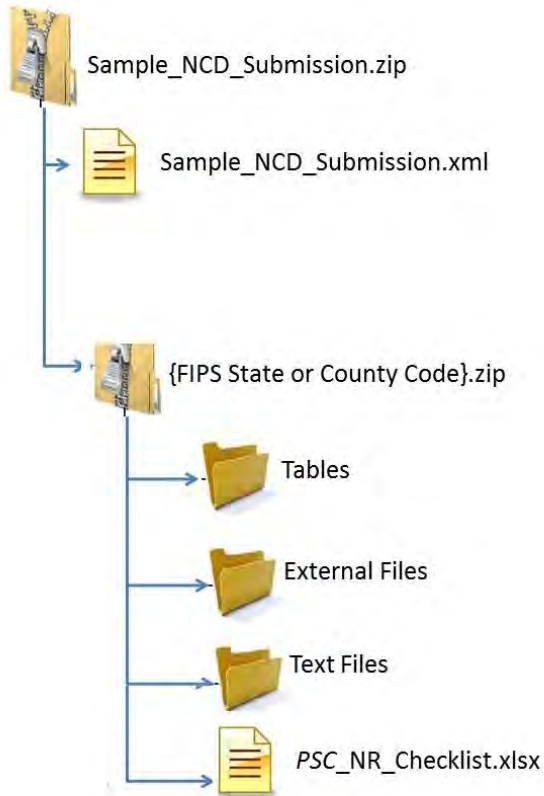 Sample_NCD_Submission.zip
Sample_NCD_Submission.xml
{FIPS State or County Code}.zip
Tables
External Files
Text Files
PSC_NR_Checklist.xlsx